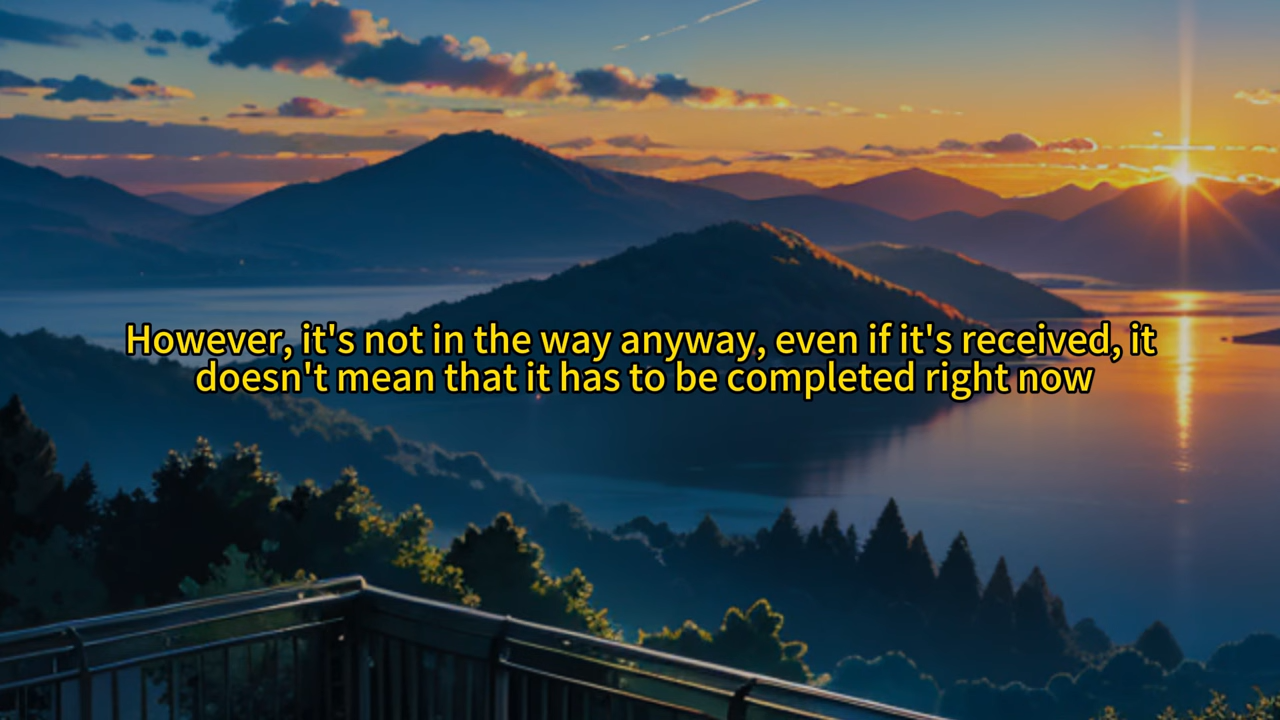 However, it's not in the way anyway, even if it's received, it
doesn't mean that it has to be completed right now